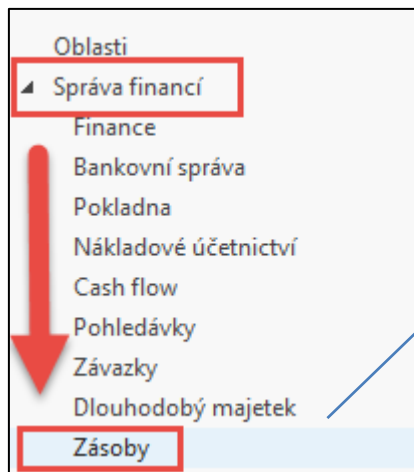 Oblasti
Správa financí
Finance
Bankovní správa
Pokladna
Nákladové účetnictví
Cash flow
Pohledávky
Závazky
Dlouhodobý majetek
Zásoby